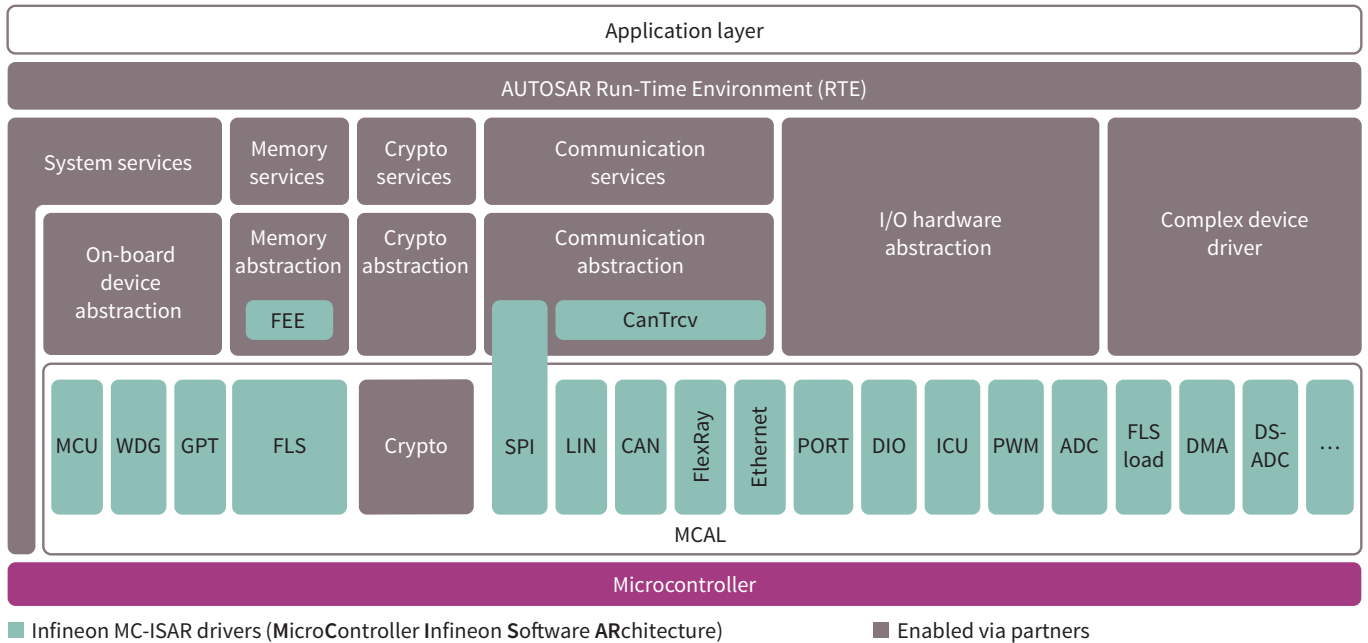 Application layer
AUTOSAR Run-Time Environment (RTE)
System services
Memory
services
Crypto
services
Communication
services
I/O hardware
abstraction
Complex device
driver
On-board
device
abstraction
Memory
abstraction
FEE
Crypto
abstraction
Communication
abstraction
CanTrcv
MCU
WDG
GPT
FLS
Crypto
SPI
LIN
CAN
FlexRay
Ethernet
PORT
DIO
ICU
PWM
ADC
FLS
load
DMA
DS-
ADC
...
MCAL
Microcontroller
Infineon MC-ISAR drivers (MicroController Infineon Software ARchitecture)
Enabled via partners